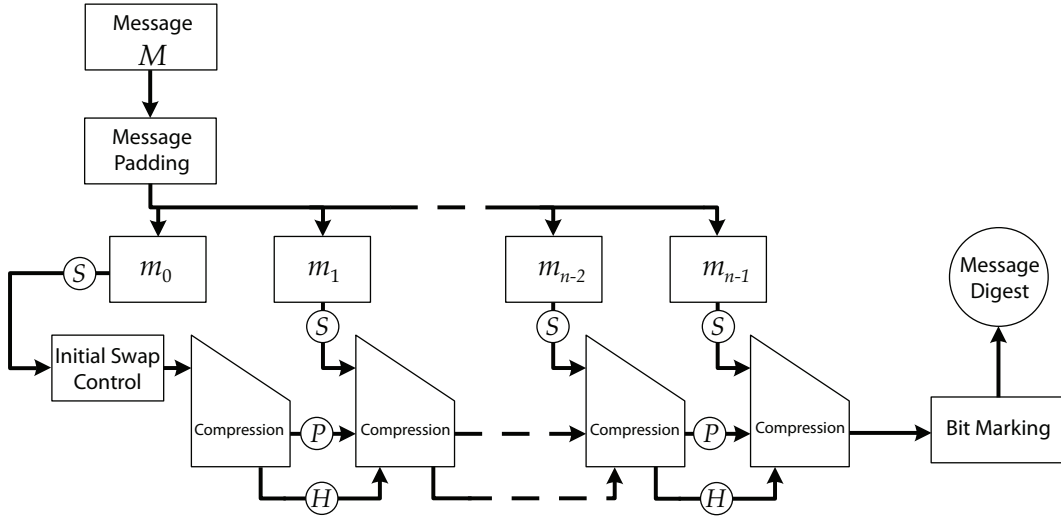 Message
M
Message
Padding
m0
m1
mn-2
mn-1
S
S
S
S
Message
Digest
Initial Swap
Control
Compression
P
Compression
Compression
P
Compression
Bit Marking
H
H